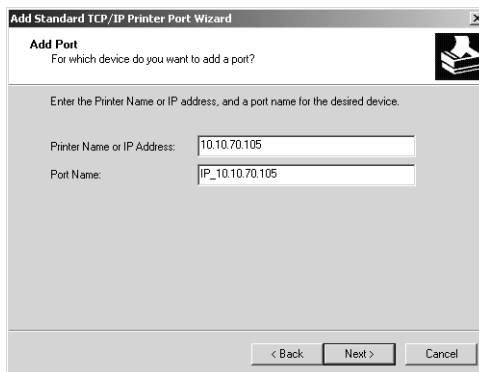 Add Standard TCP/IP Printer Port Wizard
Add Port
For which device do you want to add a port?
Enter the Printer Name or IP address, and a port name for the desired device.
Printer Name or IP Address: 10.10.70.105
Port Name: IP_10.10.70.105
< Back Next > Cancel